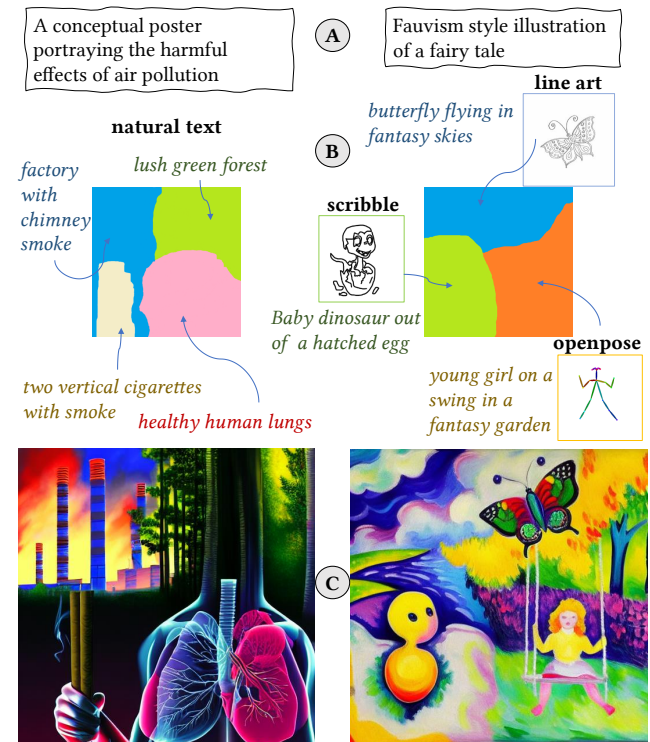 A conceptual poster
portraying the harmful
effects of air pollution
A
Fauvism style illustration
of a fairy tale
line art
butterfly flying in
fantasy skies
natural text
B
lush green forest
factory
with
chimney
smoke
scribble
Baby dinosaur out
of a hatched egg
openpose
two vertical cigarettes
with smoke
healthy human lungs
young girl on a
swing in a
fantasy garden
C